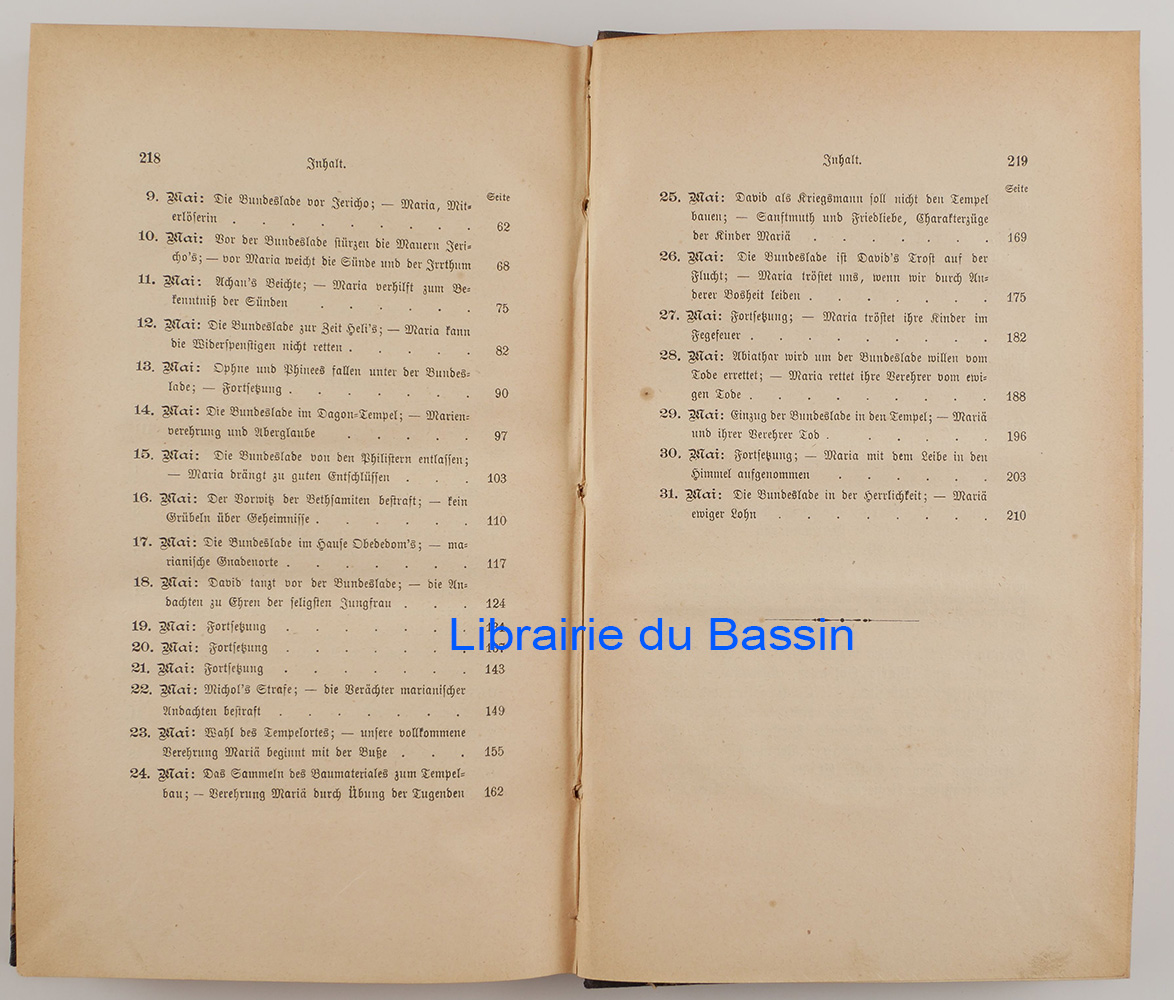 218
Inhalt.
Seite
9. Mai: Die Bundeslade vor Jericho; — Maria, Mit=
erlöserin . . . . . . . . 62
10. Mai: Vor der Bundeslade stürzen die Mauern Jeri=
cho's; — vor Maria weicht die Sünde und der Irrthum 68
11. Mai: Achan's Beichte; — Maria verhilft zum Be=
kenntniß der Sünden . . . . . 75
12. Mai: Die Bundeslade zur Zeit Heli's; — Maria kann
die Widerspenstigen nicht retten . . . . . 82
13. Mai: Ophne und Phinees fallen unter der Bundes=
lade; — Fortsetzung . . . . . . . 90
14. Mai: Die Bundeslade im Dagon=Tempel; — Marien=
verehrung und Aberglaube . . . . . 97
15. Mai: Die Bundeslade von den Philistern entlassen;
— Maria drängt zu guten Entschlüssen . . . 103
16. Mai: Der Vorwitz der Bethsamiten bestraft; — kein
Grübeln über Geheimnisse . . . . . . 110
17. Mai: Die Bundeslade im Hause Obededom's; — ma=
rianische Gnadenorte . . . . . . . 117
18. Mai: David tanzt vor der Bundeslade; — die An=
dachten zu Ehren der seligsten Jungfrau . . . 124
19. Mai: Fortsetzung . . . . . . .
20. Mai: Fortsetzung . . . . . . .
21. Mai: Fortsetzung . . . . . . . 143
22. Mai: Michol's Strafe; — die Verächter marianischer
Andachten bestraft . . . . . . . 149
23. Mai: Wahl des Tempelortes; — unsere vollkommene
Verehrung Mariä beginnt mit der Buße . . . 155
24. Mai: Das Sammeln des Baumateriales zum Tempel=
bau; — Verehrung Mariä durch Übung der Tugenden 162
Inhalt.
219
Seite
25. Mai: David als Kriegsmann soll nicht den Tempel
bauen; — Sanftmuth und Friedliebe, Charakterzüge
der Kinder Mariä . . . . . . . 169
26. Mai: Die Bundeslade ist David's Trost auf der
Flucht; — Maria tröstet uns, wenn wir durch An=
derer Bosheit leiden . . . . . . . 175
27. Mai: Fortsetzung; — Maria tröstet ihre Kinder im
Fegefeuer . . . . . . . . . 182
28. Mai: Abiathar wird um der Bundeslade willen vom
Tode errettet; — Maria rettet ihre Verehrer vom ewi=
gen Tode . . . . . . . . . 188
29. Mai: Einzug der Bundeslade in den Tempel; — Mariä
und ihrer Verehrer Tod . . . . . . 196
30. Mai: Fortsetzung; — Maria mit dem Leibe in den
Himmel aufgenommen . . . . . . 203
31. Mai: Die Bundeslade in der Herrlichkeit; — Mariä
ewiger Lohn . . . . . . . . 210
Librairie du Bassin